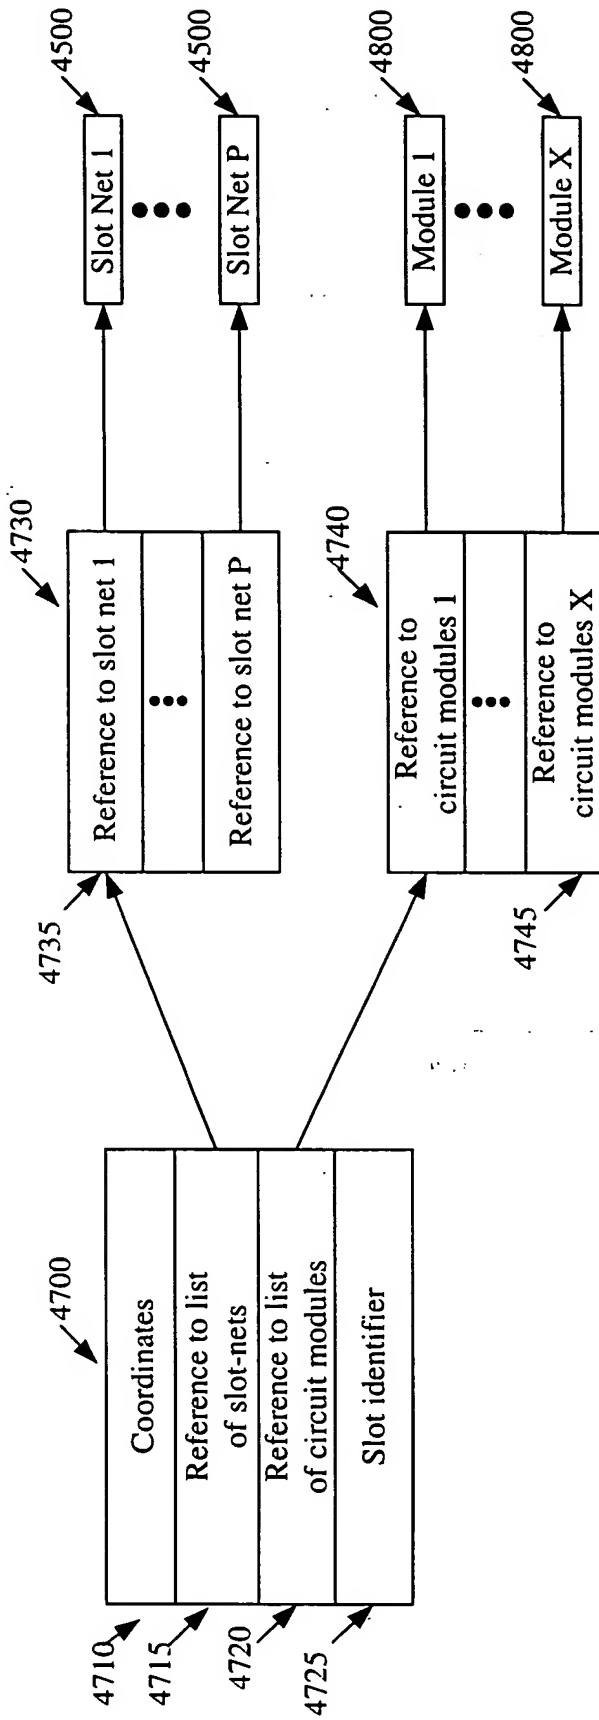 4700
4710
Coordinates
4715
Reference to list
of slot-nets
4720
Reference to list
of circuit modules
4725
Slot identifier
4730
4735
Reference to slot net 1
Reference to slot net P
4740
Reference to
circuit modules 1
4745
Reference to
circuit modules X
4500
Slot Net 1
4500
Slot Net P
4800
Module 1
4800
Module X